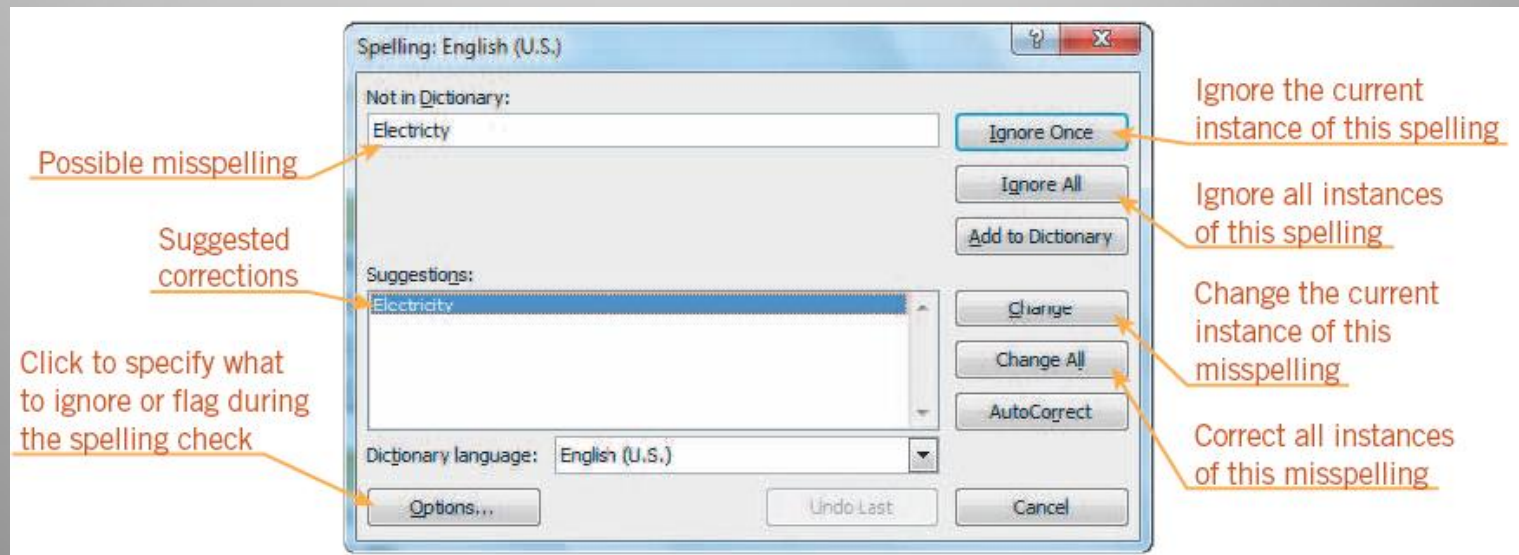 Spelling: English (U.S.)
Not in Dictionary:
Electricty
Ignore Once
Ignore the current
instance of this spelling
Possible misspelling
Ignore All
Ignore all instances
of this spelling
Add to Dictionary
Suggested
corrections
Suggestions:
Electricity
Change
Change the current
instance of this
misspelling
Click to specify what
to ignore or flag during
the spelling check
Change All
AutoCorrect
Correct all instances
of this misspelling
Dictionary language: English (U.S.)
Options...
Undo Last
Cancel